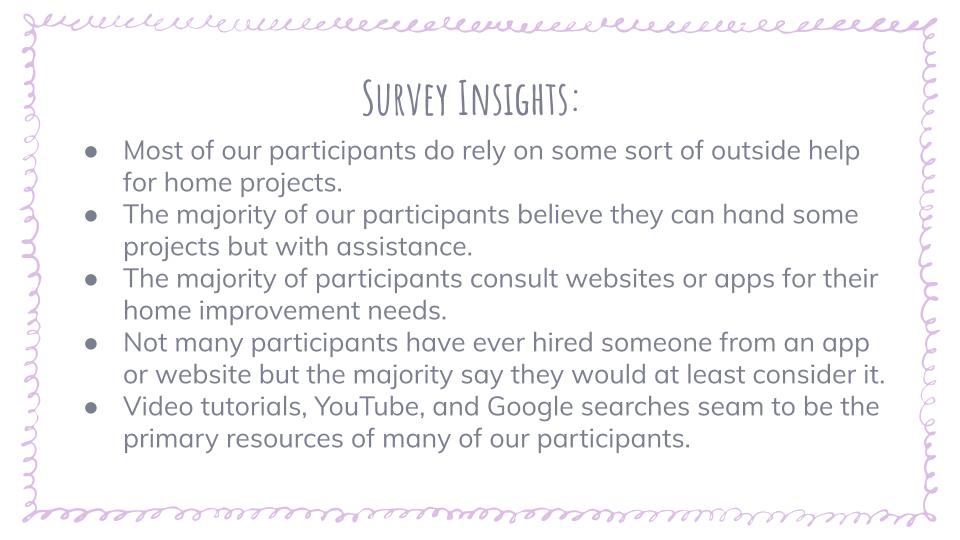 Survey Insights:
● Most of our participants do rely on some sort of outside help
for home projects.
● The majority of our participants believe they can hand some
projects but with assistance.
● The majority of participants consult websites or apps for their
home improvement needs.
● Not many participants have ever hired someone from an app
or website but the majority say they would at least consider it.
● Video tutorials, YouTube, and Google searches seam to be the
primary resources of many of our participants.